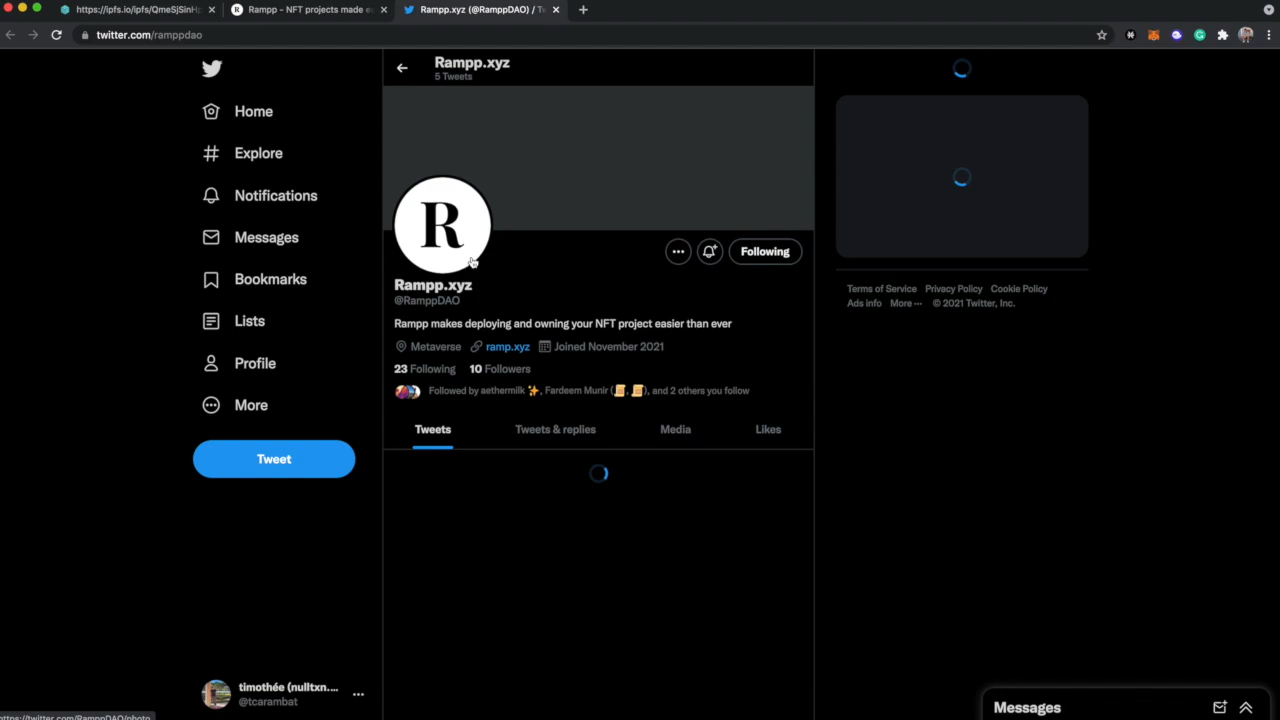 https://ipfs.io/ipfs/QmeSjSinHp
Rampp - NFT projects made e
Rampp.xyz (@RamppDAO) / Tw
twitter.com/ramppdao
Rampp.xyz
5 Tweets
Home
Explore
Notifications
Messages
Bookmarks
Lists
Profile
More
Tweet
timothée (nulltxn....
@tcarambat
R
Following
Rampp.xyz
@RamppDAO
Rampp makes deploying and owning your NFT project easier than ever
Metaverse ramp.xyz Joined November 2021
23 Following 10 Followers
Followed by aethermilk ✨, Fardeem Munir (📜, 📜), and 2 others you follow
Tweets Tweets & replies Media Likes
Terms of Service Privacy Policy Cookie Policy
Ads info More ··· © 2021 Twitter, Inc.
Messages
https://twitter.com/RamppDAO/photo